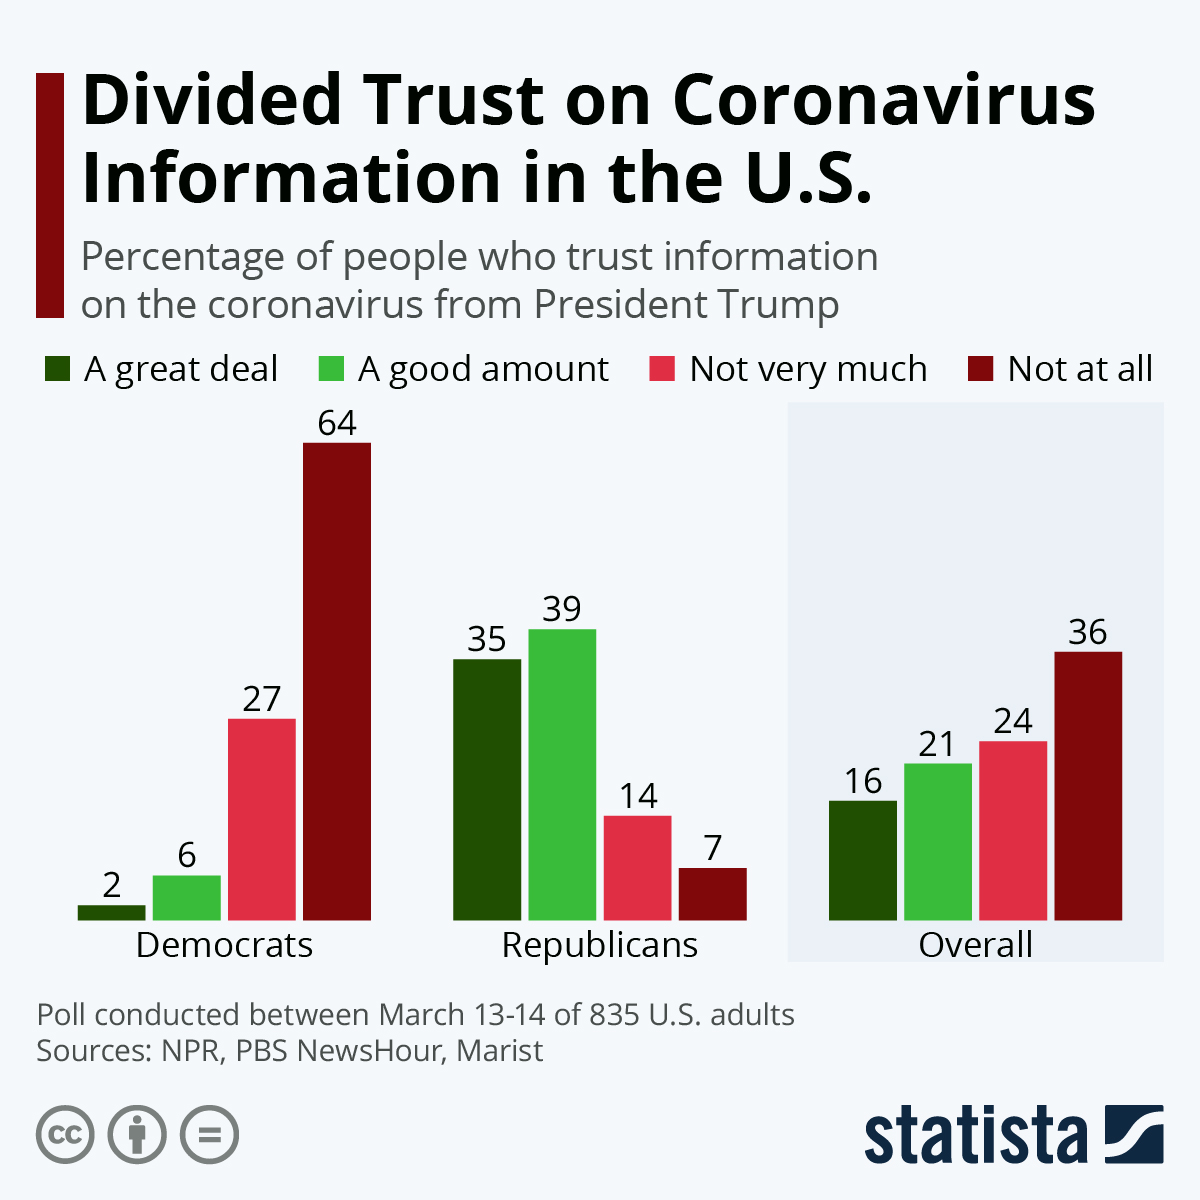 Divided Trust on Coronavirus
Information in the U.S.
Percentage of people who trust information
on the coronavirus from President Trump
A great deal
A good amount
Not very much
Not at all
2
6
27
64
Democrats
35
39
14
7
Republicans
16
21
24
36
Overall
Poll conducted between March 13-14 of 835 U.S. adults
Sources: NPR, PBS NewsHour, Marist
cc
=
statista